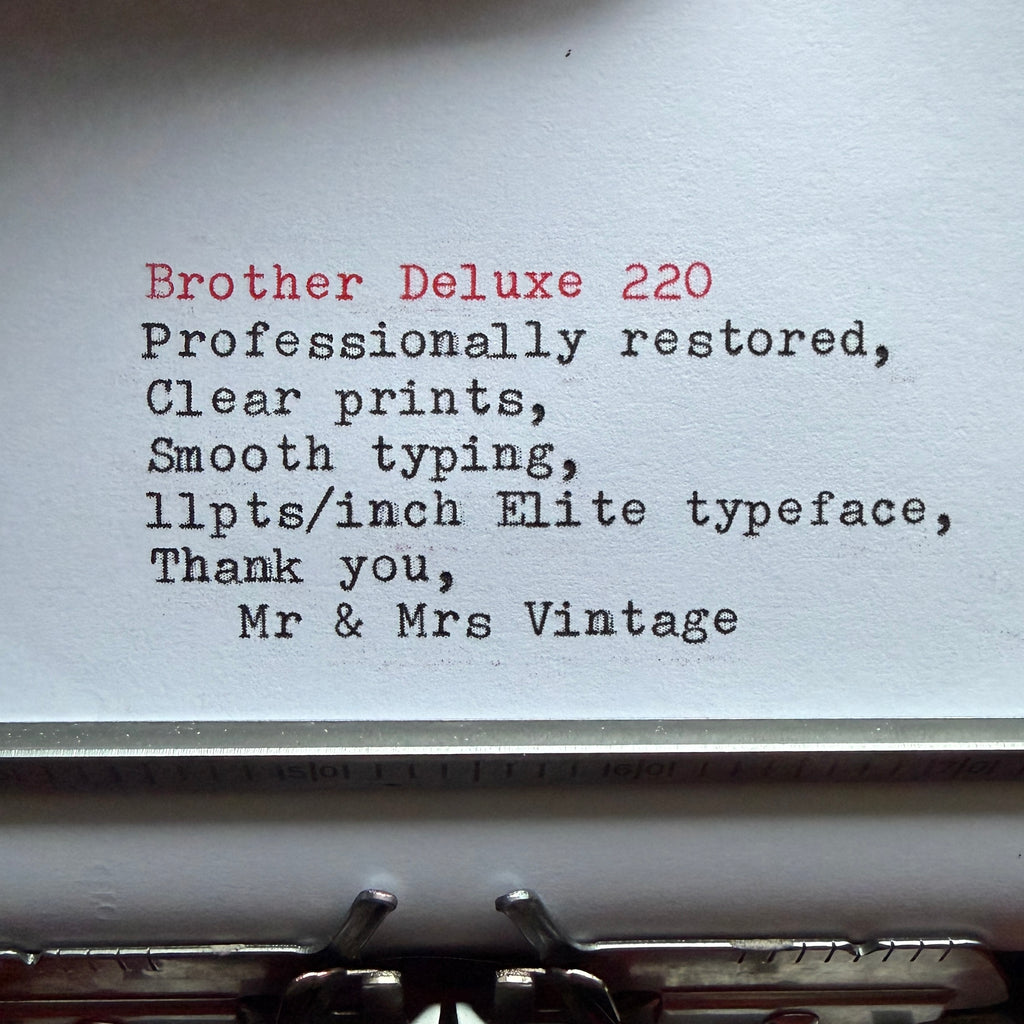 Brother Deluxe 220
Professionally restored,
Clear prints,
Smooth typing,
11pts/inch Elite typeface,
Thank you,
Mr & Mrs Vintage